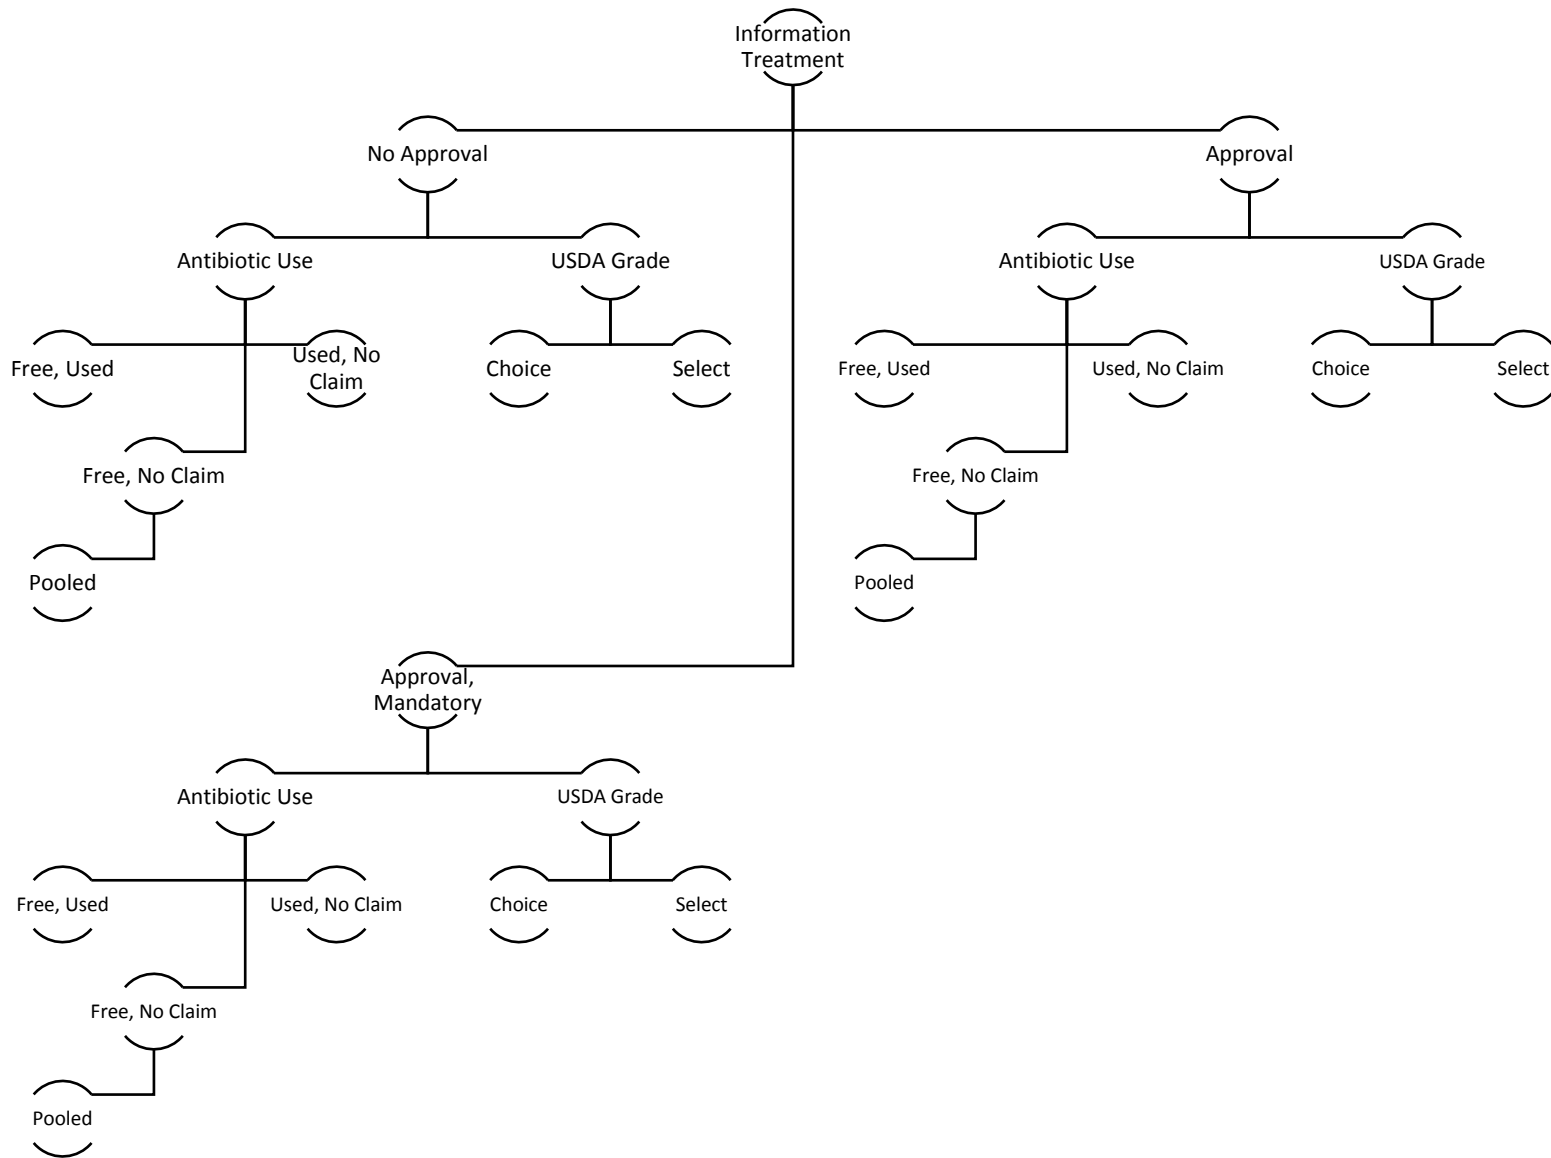 Information
Treatment
No Approval
Approval
Antibiotic Use
USDA Grade
Antibiotic Use
USDA Grade
Free, Used
Used, No
Claim
Choice
Select
Free, Used
Used, No Claim
Choice
Select
Free, No Claim
Free, No Claim
Pooled
Pooled
Approval,
Mandatory
Antibiotic Use
USDA Grade
Free, Used
Used, No Claim
Choice
Select
Free, No Claim
Pooled